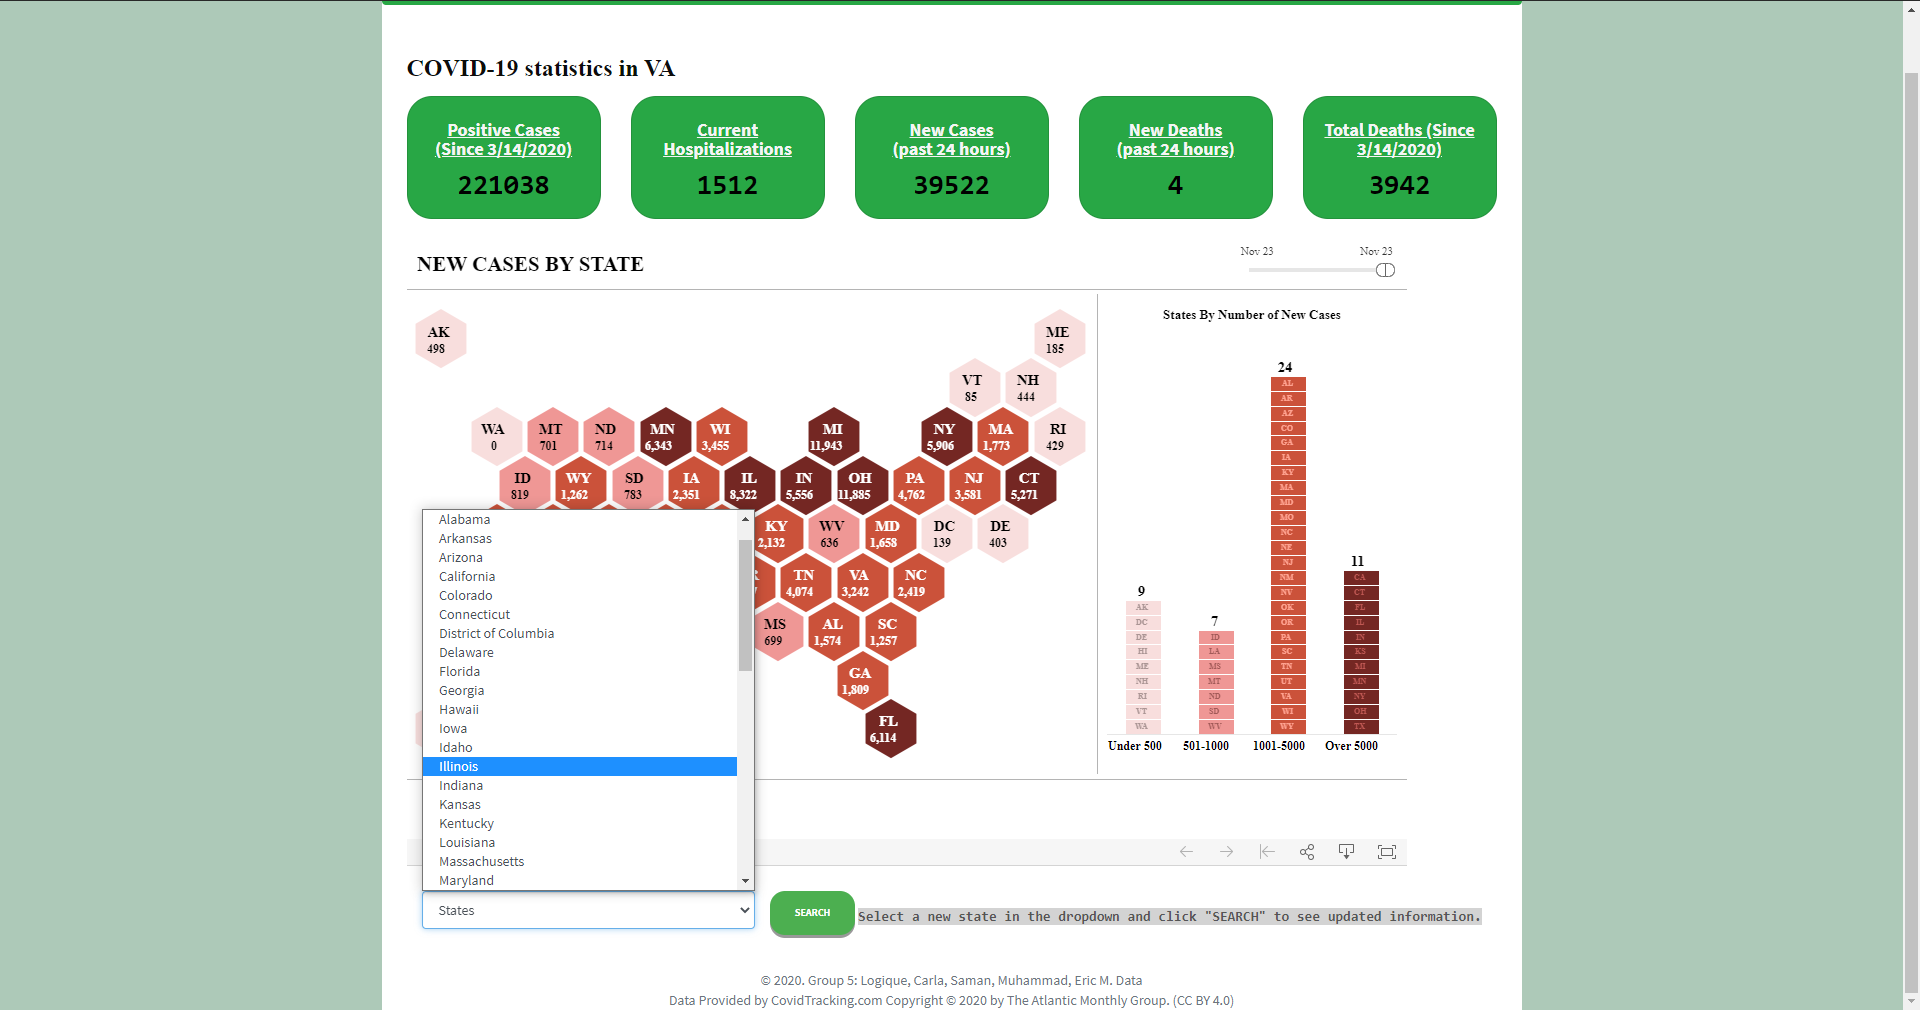 COVID-19 statistics in VA
Positive Cases
(Since 3/14/2020)
221038
Current
Hospitalizations
1512
New Cases
(past 24 hours)
39522
New Deaths
(past 24 hours)
4
Total Deaths (Since
3/14/2020)
3942
NEW CASES BY STATE
Nov 23
Nov 23
AK
498
ME
185
VT
85
NH
444
WA
0
MT
701
ND
714
MN
6,343
WI
3,455
MI
11,943
NY
5,906
MA
1,773
RI
429
ID
819
WY
1,262
SD
783
IA
2,351
IL
8,322
IN
5,556
OH
11,885
PA
4,762
NJ
3,581
CT
5,271
KY
2,132
WV
636
MD
1,658
DC
139
DE
403
TN
4,074
VA
3,242
NC
2,419
MS
699
AL
1,574
SC
1,257
GA
1,809
FL
6,114
States By Number of New Cases
9
AK
DC
DE
HI
ME
NH
RI
VT
WA
Under 500
7
ID
LA
MS
MT
ND
SD
WV
501-1000
24
AL
AR
AZ
CO
GA
IA
KY
MA
MD
MO
NC
NE
NJ
NM
NV
OK
OR
PA
SC
TN
UT
VA
WI
WY
1001-5000
11
CA
CT
FL
IL
IN
KS
MI
MN
NY
OH
TX
Over 5000
Alabama
Arkansas
Arizona
California
Colorado
Connecticut
District of Columbia
Delaware
Florida
Georgia
Hawaii
Iowa
Idaho
Illinois
Indiana
Kansas
Kentucky
Louisiana
Massachusetts
Maryland
States
SEARCH
Select a new state in the dropdown and click "SEARCH" to see updated information.
© 2020. Group 5: Logique, Carla, Saman, Muhammad, Eric M. Data
Data Provided by CovidTracking.com Copyright © 2020 by The Atlantic Monthly Group. (CC BY 4.0)